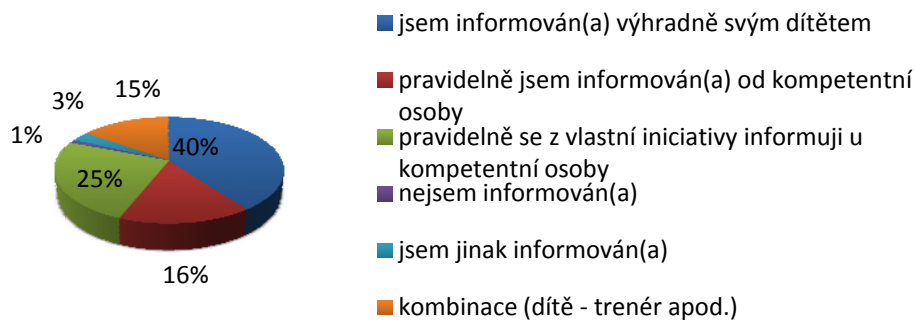 jsem informován(a) výhradně svým dítětem
pravidelně jsem informován(a) od kompetentní
osoby
pravidelně se z vlastní iniciativy informuji u
kompetentní osoby
nejsem informován(a)
jsem jinak informován(a)
kombinace (dítě - trenér apod.)
15%
3%
1%
40%
25%
16%